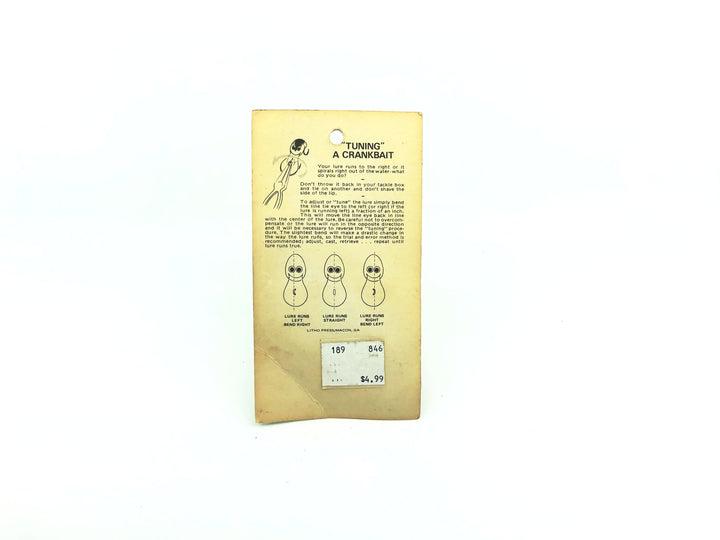 "TUNING"
A CRANKBAIT
Your lure runs to the right or it
spirals right out of the water-what
do you do?
Don't throw it back in your tackle box
and tie on another and don't shave the
side of the lip.
To adjust or "tune" the lure simply bend
the line tie eye to the left (or right if the
lure is running left) a fraction of an inch.
This will move the line eye back in line
with the center of the lure. Be careful not to overcom-
pensate or the lure will run in the opposite direction
and it will be necessary to reverse the "tuning" proce-
dure. The slightest bend will make a drastic change in
the way the lure runs, so the trial and error method is
recommended; adjust, cast, retrieve . . . repeat until
lure runs true.
LURE RUNS
LEFT
BEND RIGHT
LURE RUNS
STRAIGHT
LURE RUNS
RIGHT
BEND LEFT
LITHO PRESS/MACON, GA
189 846
$4.99